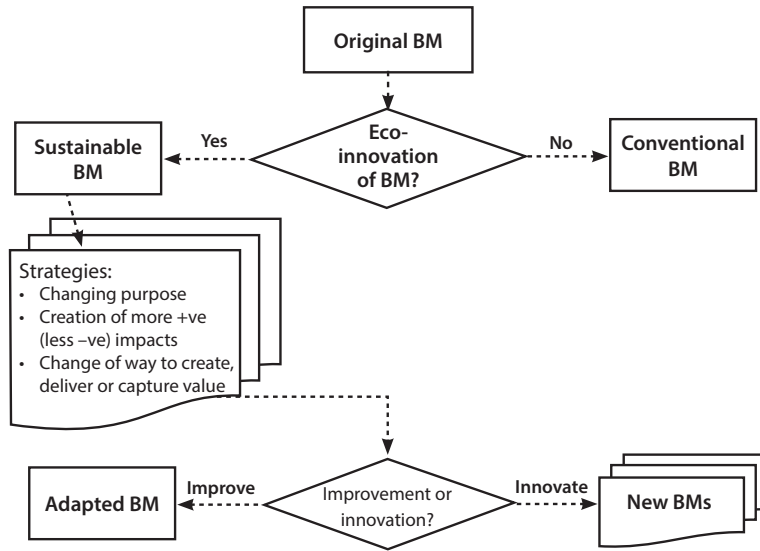 Original BM
Eco-
innovation
of BM?
Yes
No
Sustainable
BM
Conventional
BM
Strategies:
• Changing purpose
• Creation of more +ve
(less –ve) impacts
• Change of way to create,
deliver or capture value
Improvement or
innovation?
Improve
Innovate
Adapted BM
New BMs